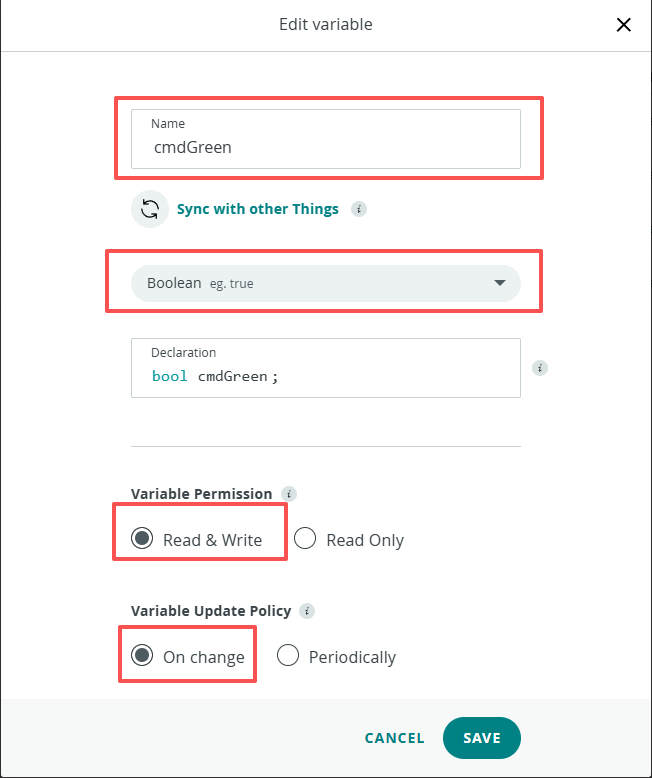 Edit variable
Name
cmdGreen
Sync with other Things i
Boolean eg. true
Declaration
bool cmdGreen ;
i
Variable Permission i
Read & Write Read Only
Variable Update Policy i
On change Periodically
CANCEL SAVE